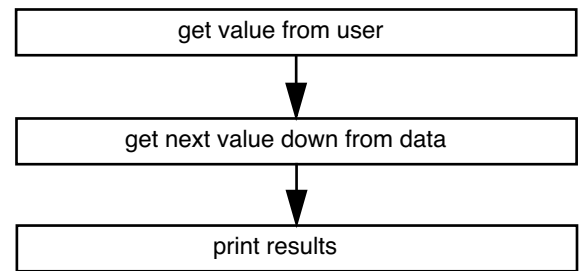 get value from user
get next value down from data
print results